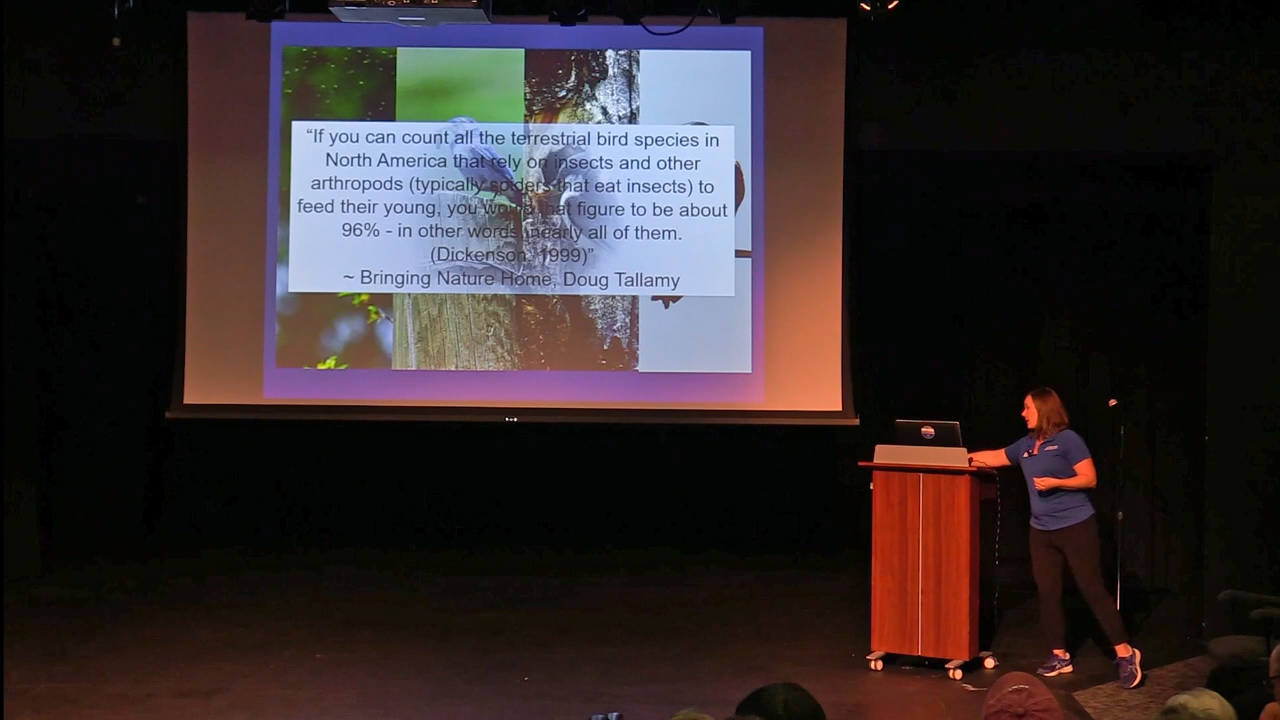 “If you can count all the terrestrial bird species in
North America that rely on insects and other
arthropods (typically spiders that eat insects) to
feed their young, you would that figure to be about
96% - in other words, nearly all of them.
(Dickenson, 1999)”
~ Bringing Nature Home, Doug Tallamy